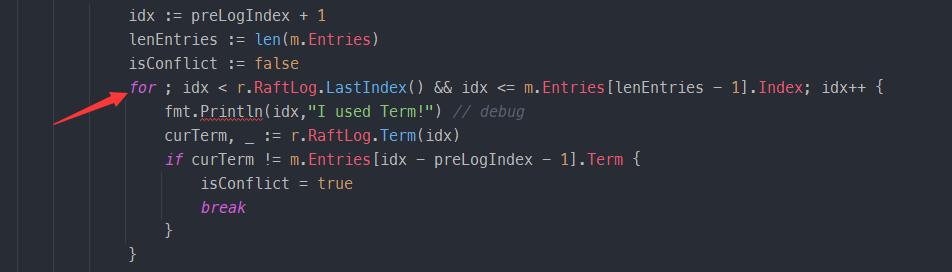 idx := preLogIndex + 1
lenEntries := len(m.Entries)
isConflict := false
for ; idx < r.RaftLog.LastIndex() && idx <= m.Entries[lenEntries - 1].Index; idx++ {
fmt.Println(idx,"I used Term!") // debug
curTerm, _ := r.RaftLog.Term(idx)
if curTerm != m.Entries[idx - preLogIndex - 1].Term {
isConflict = true
break
}
}